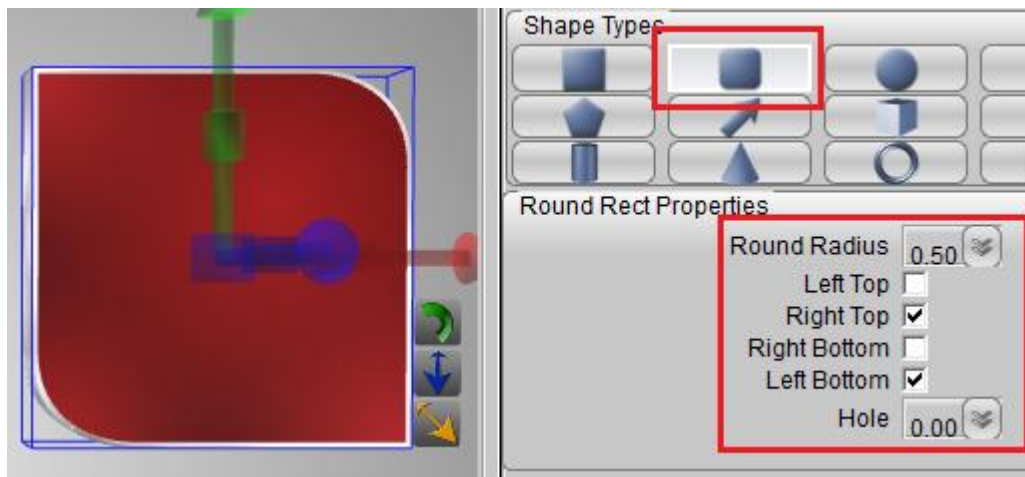 Shape Types
Round Rect Properties
Round Radius 0.50
Left Top
Right Top
Right Bottom
Left Bottom
Hole 0.00